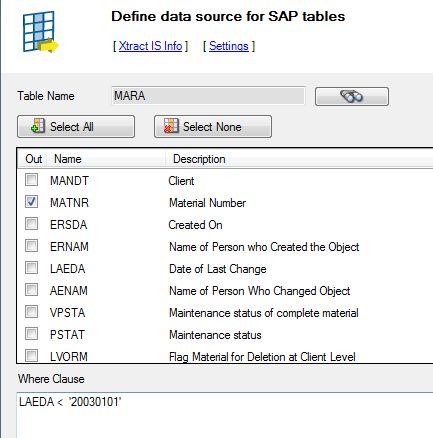 Define data source for SAP tables
[ Xtract IS Info ] [ Settings ]
Table Name MARA
Select All Select None
Out Name Description
MANDT Client
MATNR Material Number
ERSDA Created On
ERNAM Name of Person who Created the Object
LAEDA Date of Last Change
AENAM Name of Person Who Changed Object
VPSTA Maintenance status of complete material
PSTAT Maintenance status
LVORM Flag Material for Deletion at Client Level
Where Clause
LAEDA < '20030101'